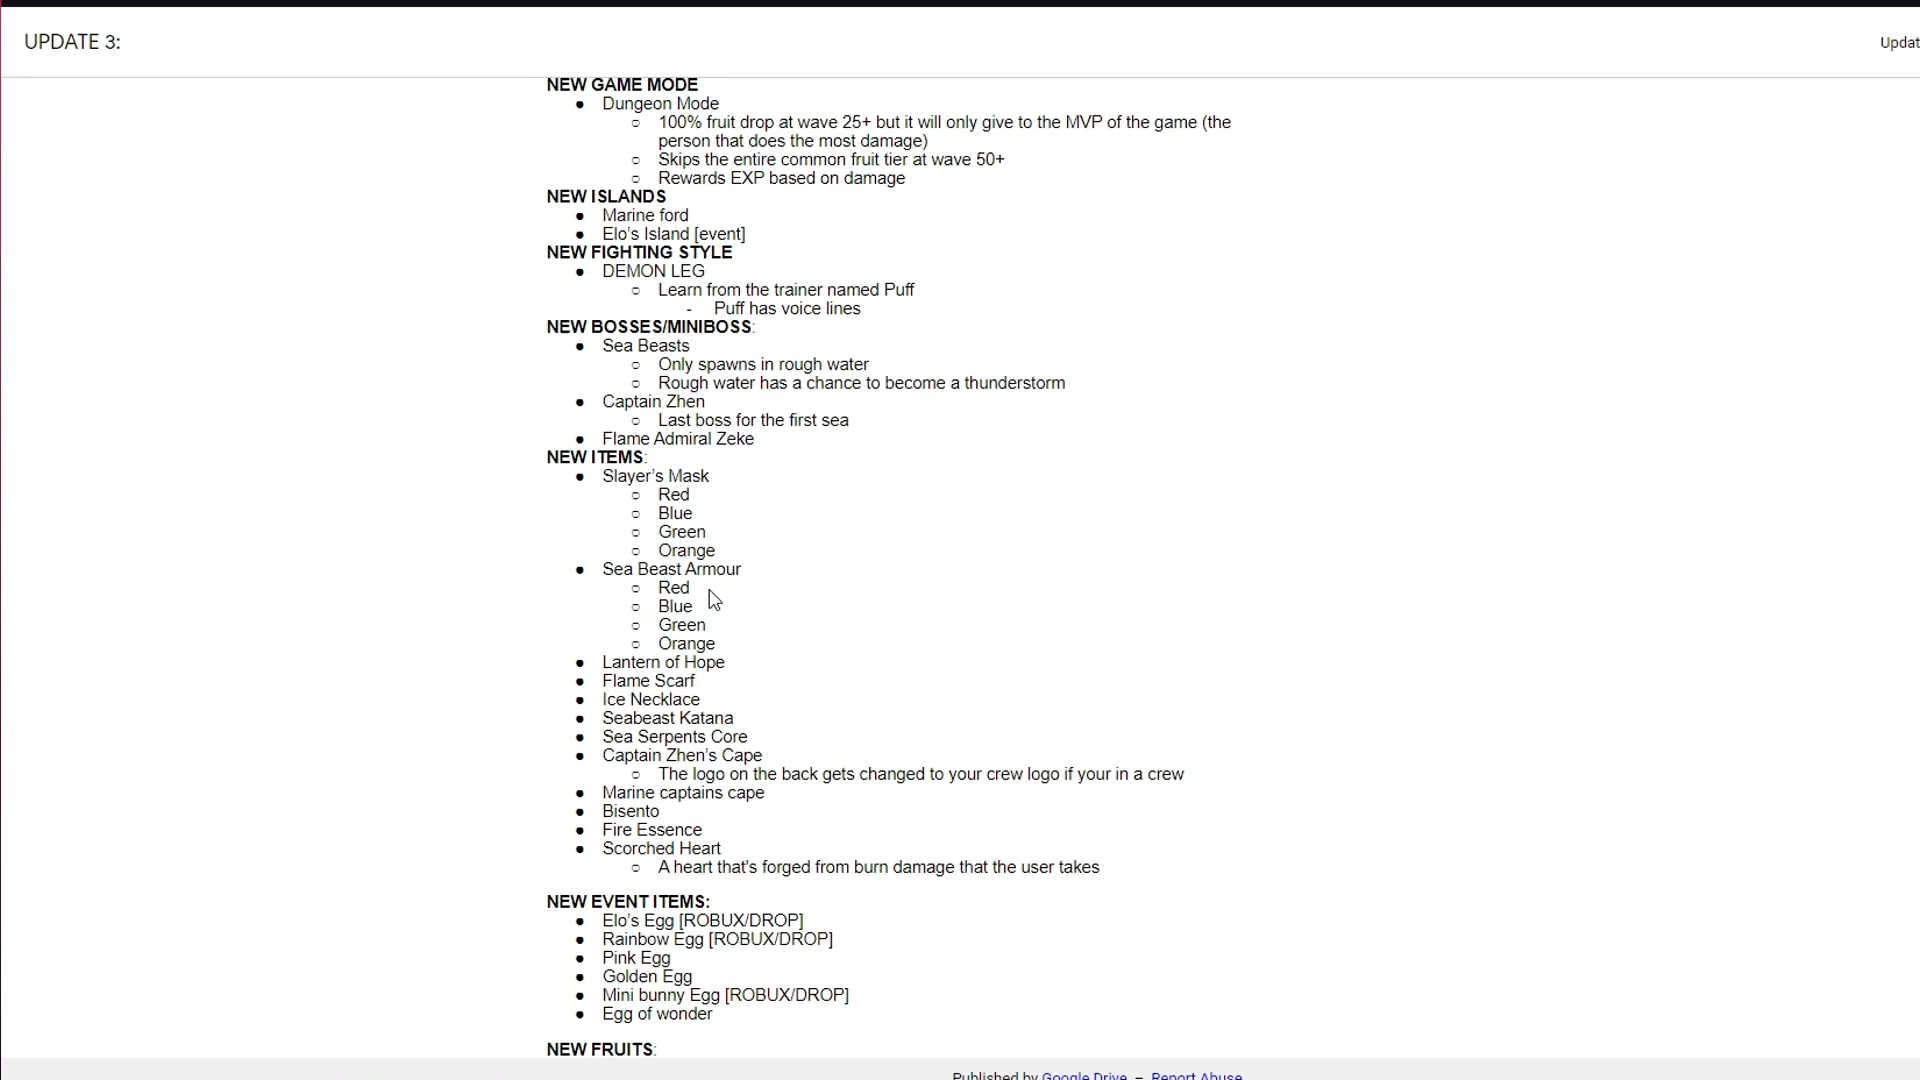 UPDATE 3:
Updat
NEW GAME MODE
● Dungeon Mode
○ 100% fruit drop at wave 25+ but it will only give to the MVP of the game (the
person that does the most damage)
○ Skips the entire common fruit tier at wave 50+
○ Rewards EXP based on damage
NEW ISLANDS
● Marine ford
● Elo's Island [event]
NEW FIGHTING STYLE
● DEMON LEG
○ Learn from the trainer named Puff
- Puff has voice lines
NEW BOSSES/MINIBOSS:
● Sea Beasts
○ Only spawns in rough water
○ Rough water has a chance to become a thunderstorm
● Captain Zhen
○ Last boss for the first sea
● Flame Admiral Zeke
NEW ITEMS:
● Slayer's Mask
○ Red
○ Blue
○ Green
○ Orange
● Sea Beast Armour
○ Red
○ Blue
○ Green
○ Orange
● Lantern of Hope
● Flame Scarf
● Ice Necklace
● Seabeast Katana
● Sea Serpents Core
● Captain Zhen's Cape
○ The logo on the back gets changed to your crew logo if your in a crew
● Marine captains cape
● Bisento
● Fire Essence
● Scorched Heart
○ A heart that's forged from burn damage that the user takes
NEW EVENT ITEMS:
● Elo's Egg [ROBUX/DROP]
● Rainbow Egg [ROBUX/DROP]
● Pink Egg
● Golden Egg
● Mini bunny Egg [ROBUX/DROP]
● Egg of wonder
NEW FRUITS:
Published by Google Drive – Report Abuse